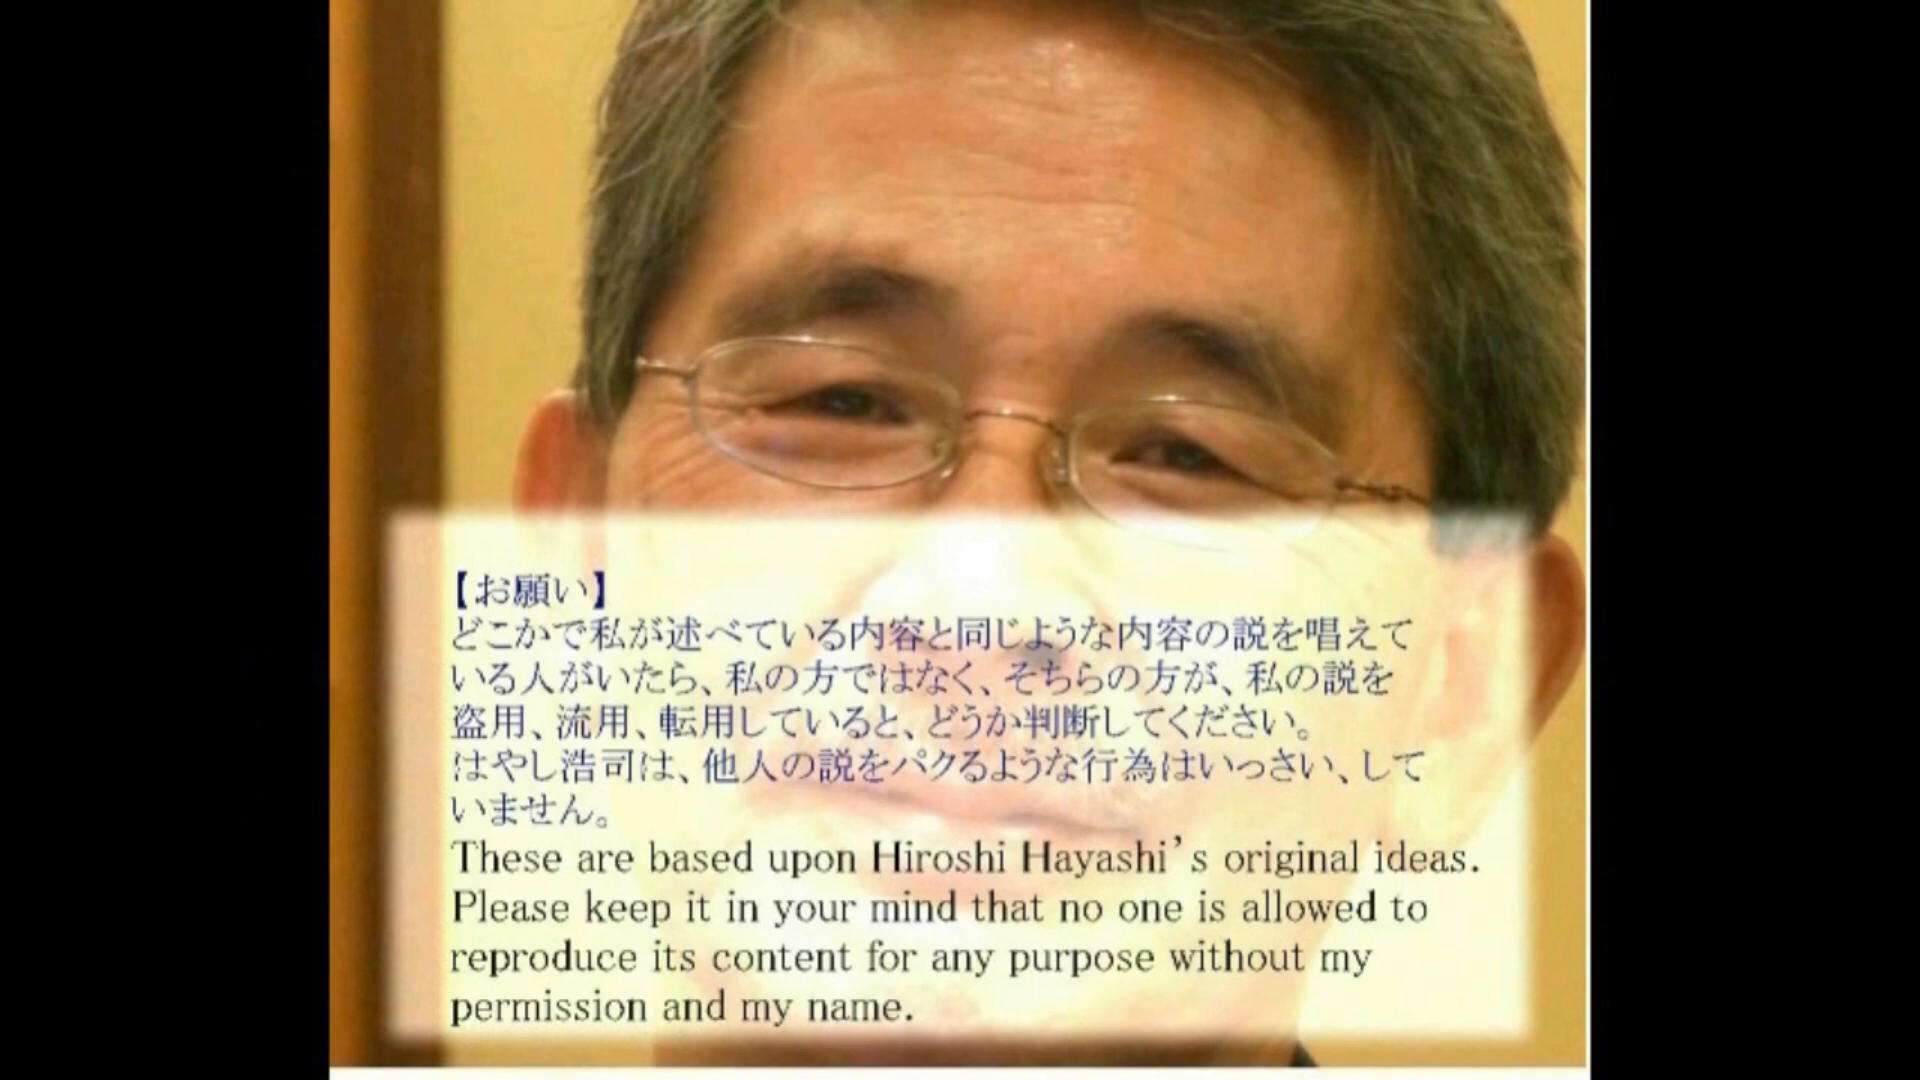 【お願い】
どこかで私が述べている内容と同じような内容の説を唱えて
いる人がいたら、私の方ではなく、そちらの方が、私の説を
盗用、流用、転用していると、どうか判断してください。
はやし浩司は、他人の説をパクるような行為はいっさい、して
いません。
These are based upon Hiroshi Hayashi’s original ideas.
Please keep it in your mind that no one is allowed to
reproduce its content for any purpose without my
permission and my name.